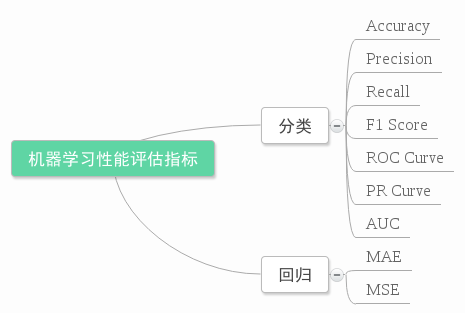 机器学习性能评估指标
分类
Accuracy
Precision
Recall
F1 Score
ROC Curve
PR Curve
AUC
回归
MAE
MSE